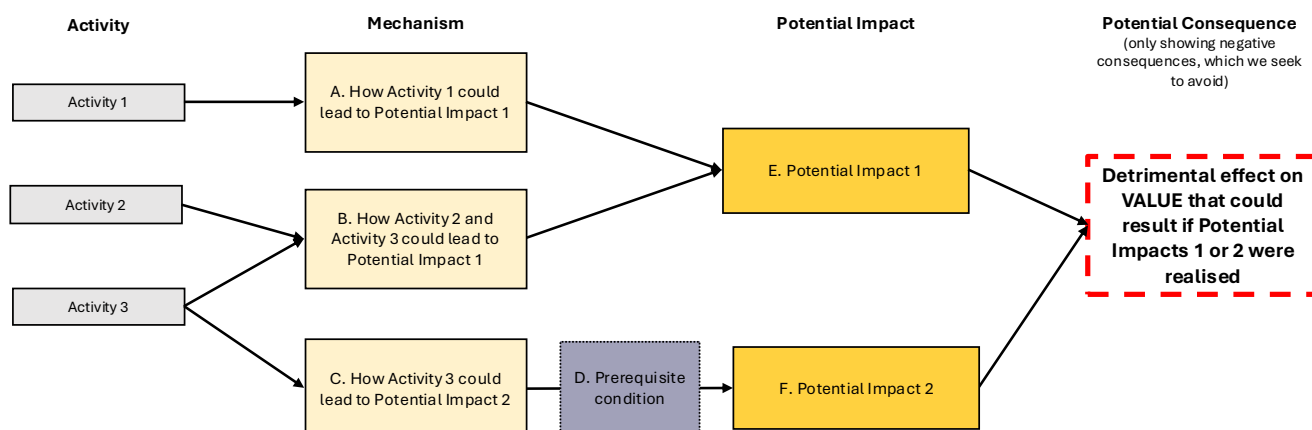 Activity
Mechanism
Potential Impact
Potential Consequence
(only showing negative
consequences, which we seek
to avoid)
Activity 1
A. How Activity 1 could
lead to Potential Impact 1
E. Potential Impact 1
Detrimental effect on
VALUE that could
result if Potential
Impacts 1 or 2 were
realised
Activity 2
B. How Activity 2 and
Activity 3 could lead to
Potential Impact 1
Activity 3
C. How Activity 3 could
lead to Potential Impact 2
D. Prerequisite
condition
F. Potential Impact 2